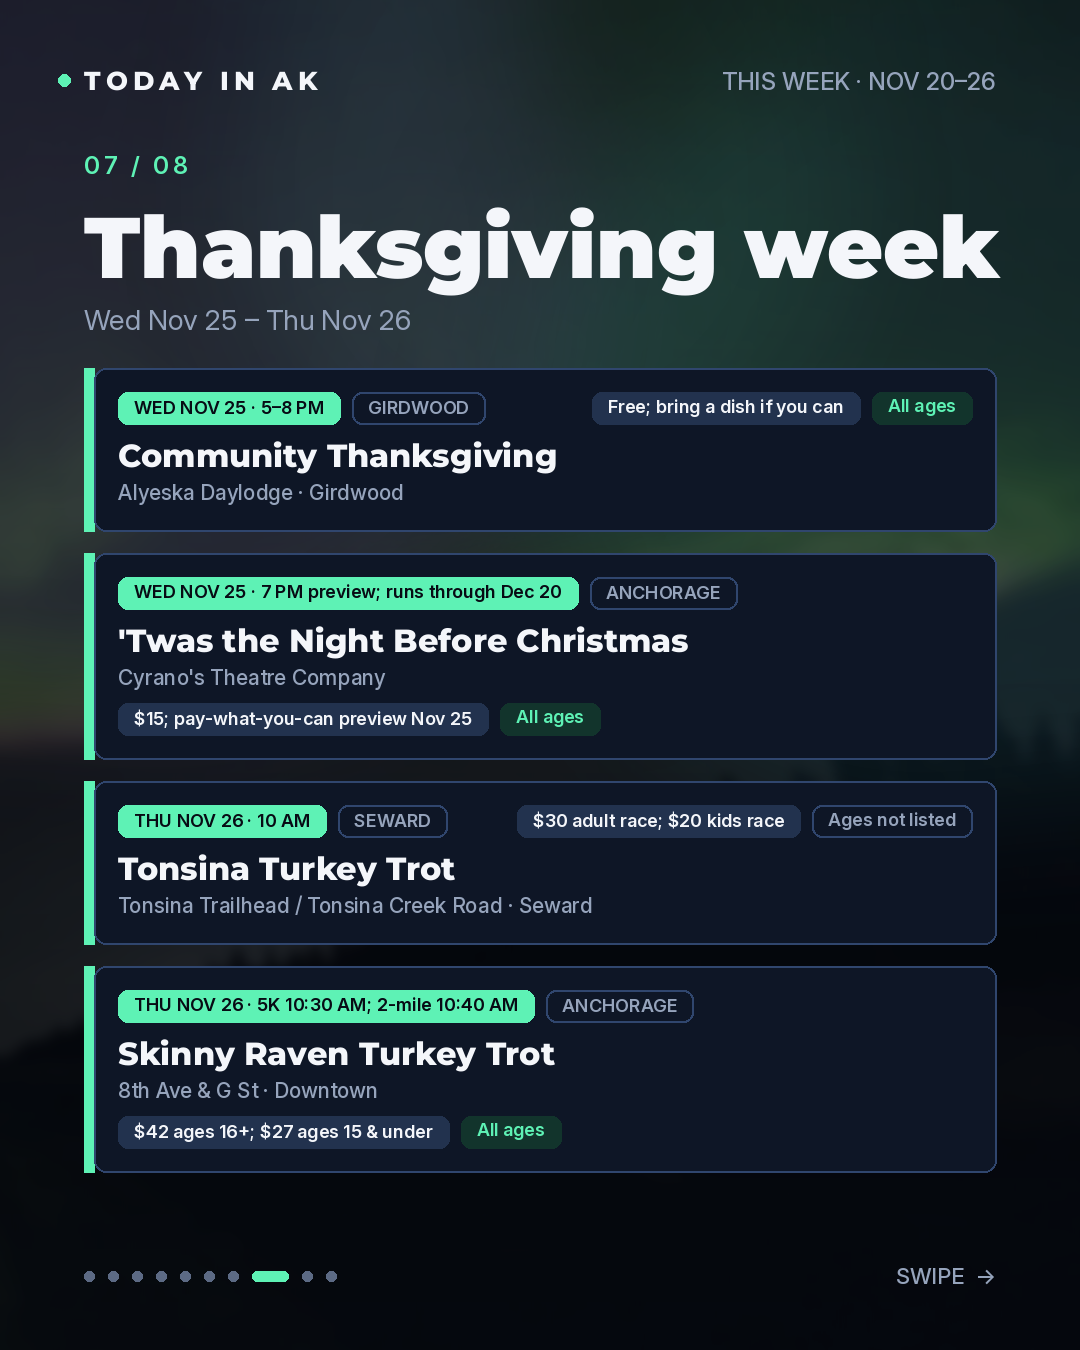 TODAY IN AK
THIS WEEK · NOV 20–26
07 / 08
Thanksgiving week
Wed Nov 25 – Thu Nov 26
WED NOV 25 · 5–8 PM
GIRDWOOD
Free; bring a dish if you can
All ages
Community Thanksgiving
Alyeska Daylodge · Girdwood
WED NOV 25 · 7 PM preview; runs through Dec 20
ANCHORAGE
'Twas the Night Before Christmas
Cyrano's Theatre Company
$15; pay-what-you-can preview Nov 25
All ages
THU NOV 26 · 10 AM
SEWARD
$30 adult race; $20 kids race
Ages not listed
Tonsina Turkey Trot
Tonsina Trailhead / Tonsina Creek Road · Seward
THU NOV 26 · 5K 10:30 AM; 2-mile 10:40 AM
ANCHORAGE
Skinny Raven Turkey Trot
8th Ave & G St · Downtown
$42 ages 16+; $27 ages 15 & under
All ages
SWIPE →